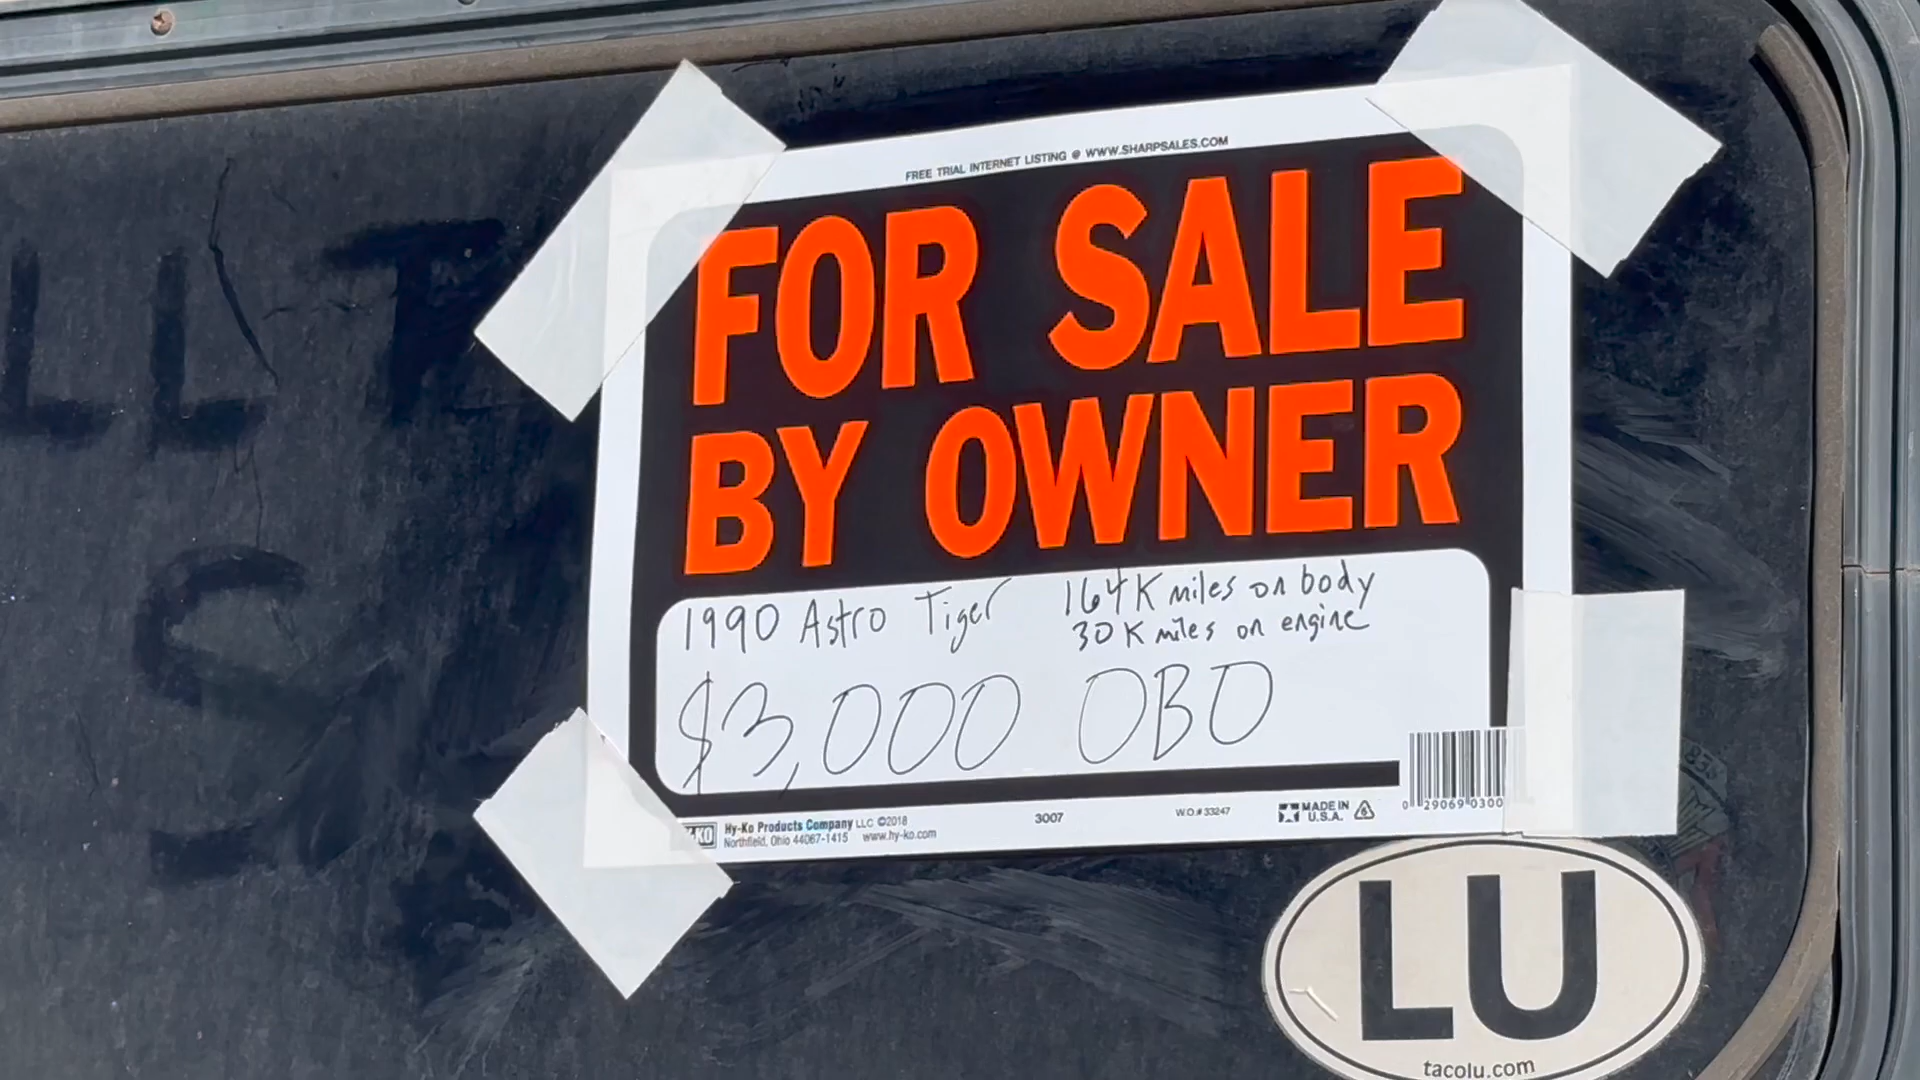 FREE TRIAL INTERNET LISTING @ WWW.SHARPSALES.COM
FOR SALE
BY OWNER
1990 Astro Tiger
164K miles on body
30K miles on engine
$3,000 OBO
0 29069 0300
Hy-Ko Products Company LLC ©2018
Northfield, Ohio 44067-1415 www.hy-ko.com
3007
W.O.# 33247
MADE IN
U.S.A.
LU
tacolu.com